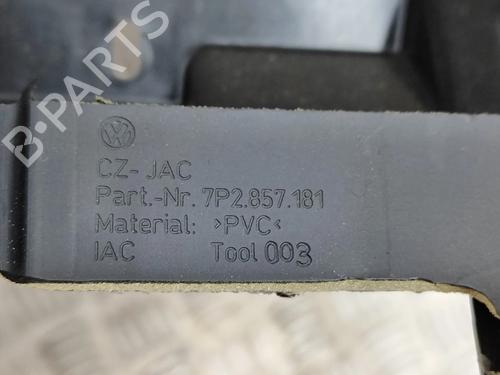 B-PARTS
CZ- JAC
Part.-Nr. 7P2.857.181
Material: >PVC<
IAC Tool 003